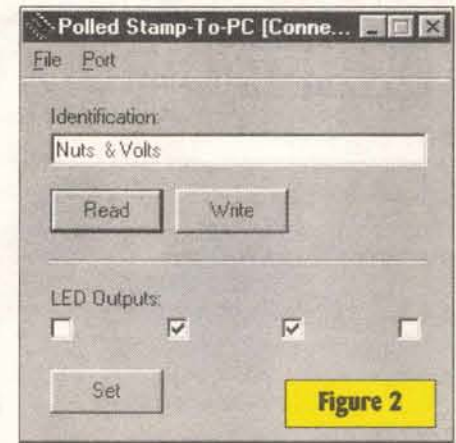 Polled Stamp-To-PC [Conne...
File Port
Identification:
Nuts & Volts
Read Write
LED Outputs:
Set
Figure 2